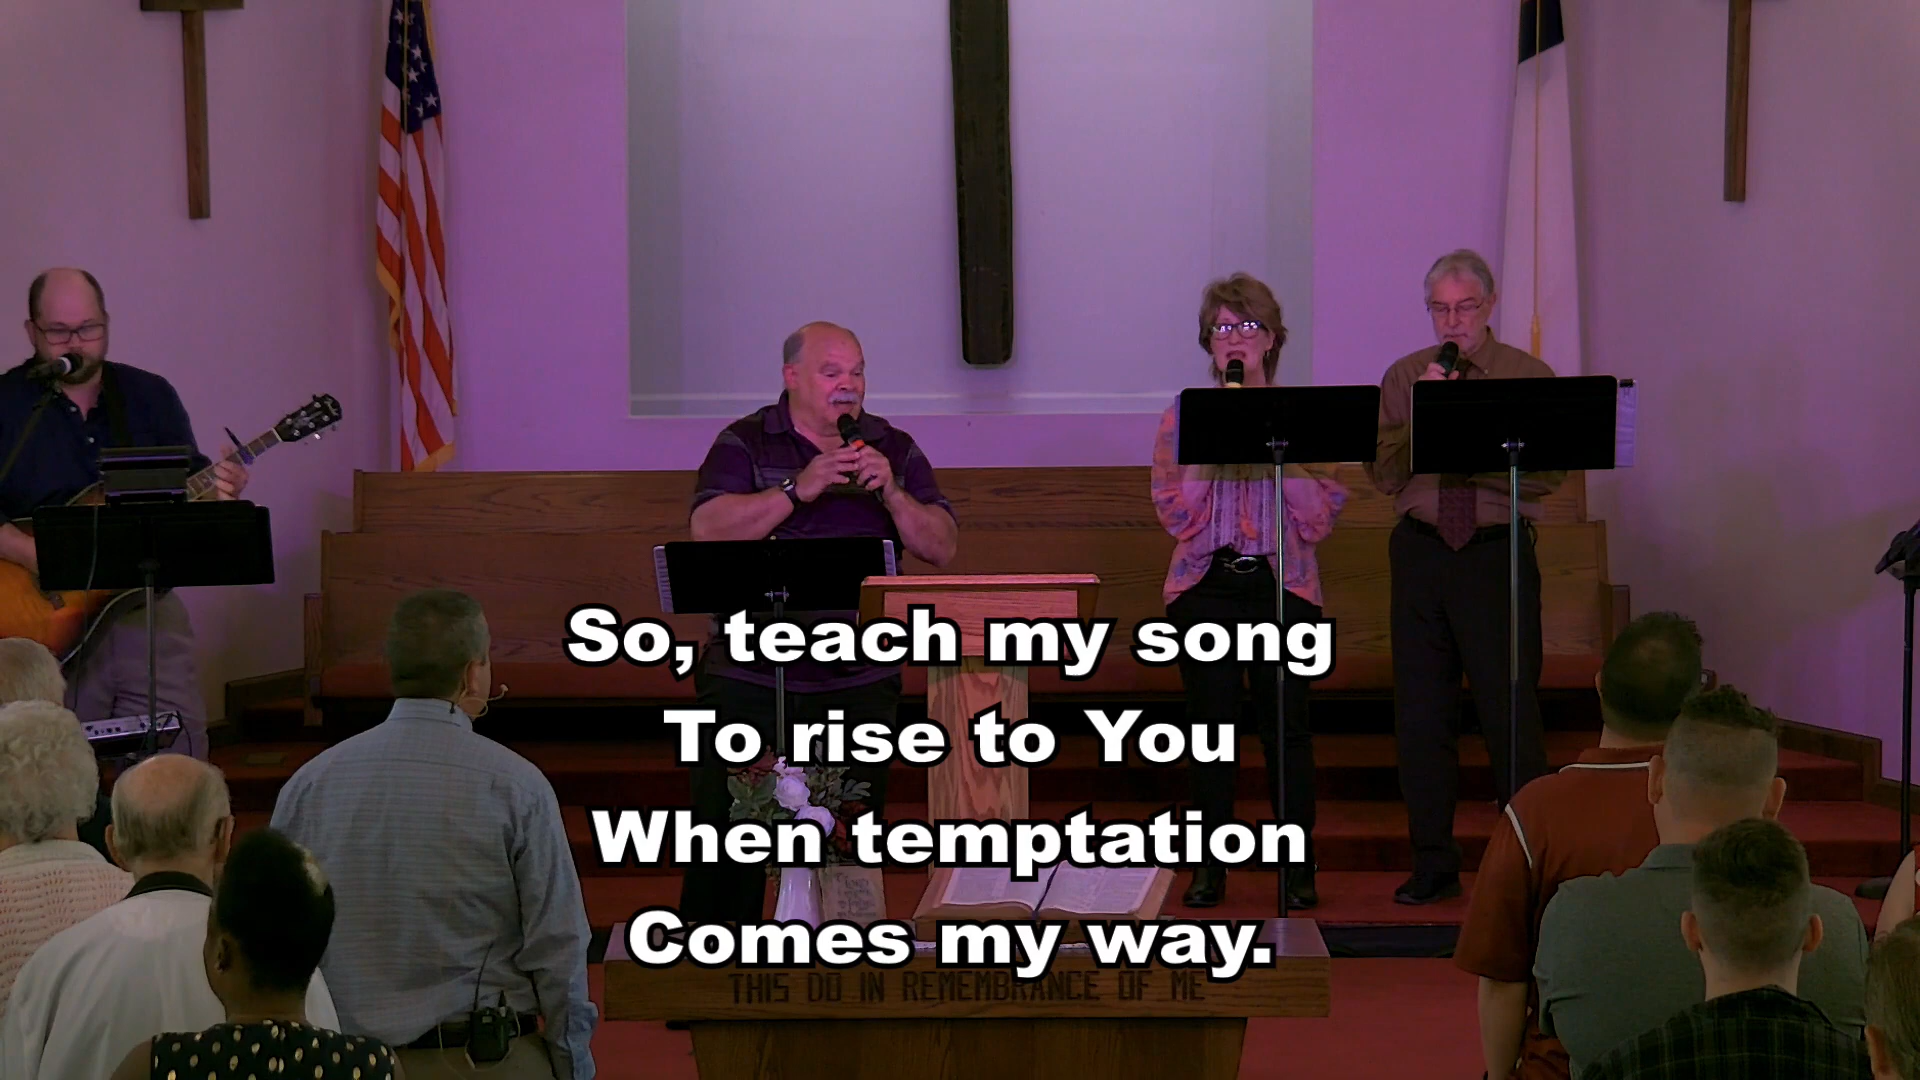 So, teach my song
To rise to You
When temptation
Comes my way.
THIS DO IN REMEMBRANCE OF ME